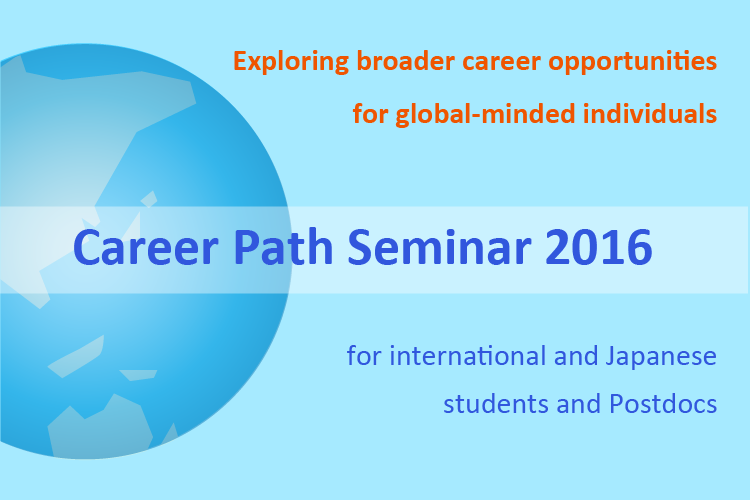 Exploring broader career opportunities
for global-minded individuals
Career Path Seminar 2016
for international and Japanese
students and Postdocs